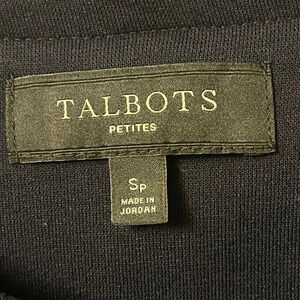 TALBOTS
PETITES
Sp
MADE IN
JORDAN